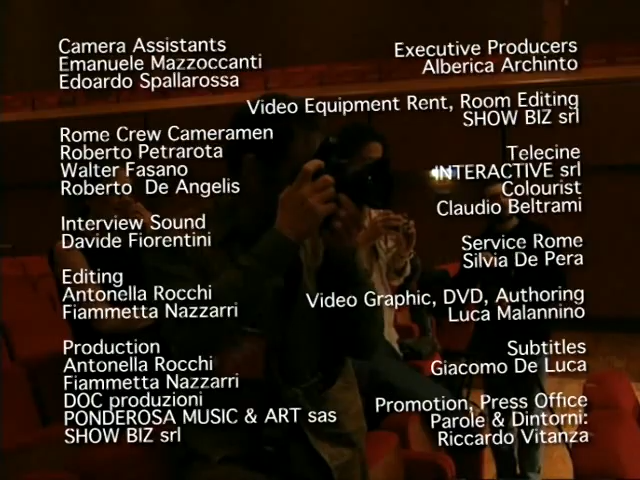 Camera Assistants
Emanuele Mazzoccanti
Edoardo Spallarossa
Rome Crew Cameramen
Roberto Petrarota
Walter Fasano
Roberto De Angelis
Interview Sound
Davide Fiorentini
Editing
Antonella Rocchi
Fiammetta Nazzarri
Production
Antonella Rocchi
Fiammetta Nazzarri
DOC produzioni
PONDEROSA MUSIC & ART sas
SHOW BIZ srl
Executive Producers
Alberica Archinto
Video Equipment Rent, Room Editing
SHOW BIZ srl
Telecine
INTERACTIVE srl
Colourist
Claudio Beltrami
Service Rome
Silvia De Pera
Video Graphic, DVD, Authoring
Luca Malannino
Subtitles
Giacomo De Luca
Promotion, Press Office
Parole & Dintorni:
Riccardo Vitanza